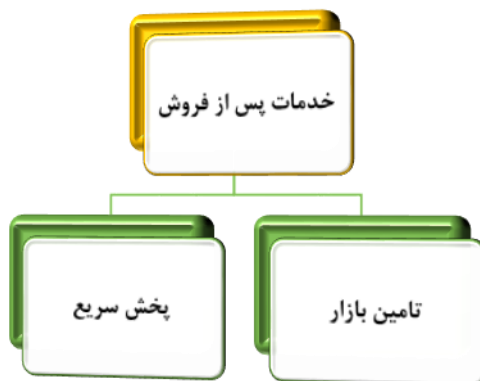 خدمات پس از فروش
تامین بازار
پخش سریع